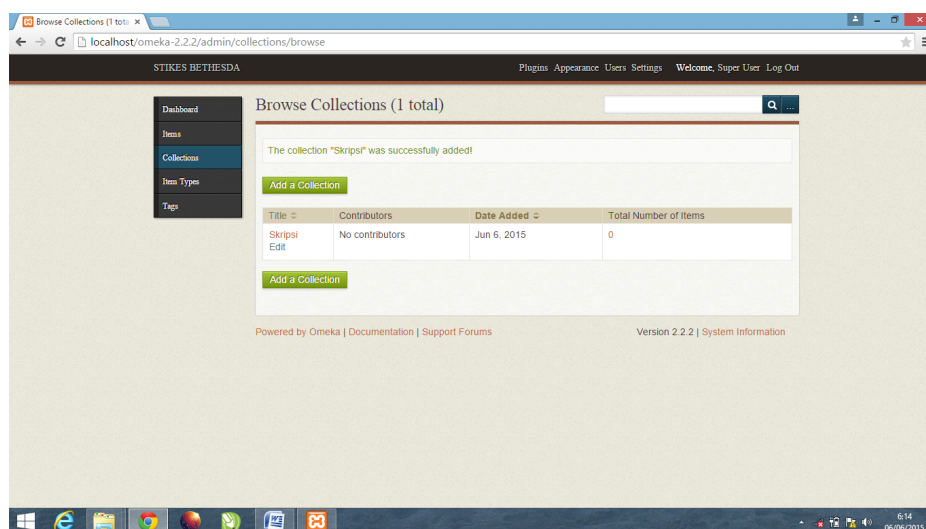 Browse Collections (1 tota
localhost/omeka-2.2.2/admin/collections/browse
STIKES BETHESDA Plugins Appearance Users Settings Welcome, Super User Log Out
Dashboard
Items
Collections
Item Types
Tags
Browse Collections (1 total)
...
The collection "Skripsi" was successfully added!
Add a Collection
Title Contributors Date Added Total Number of Items
Skripsi No contributors Jun 6, 2015 0
Edit
Add a Collection
Powered by Omeka | Documentation | Support Forums Version 2.2.2 | System Information
6:14
06/06/2015